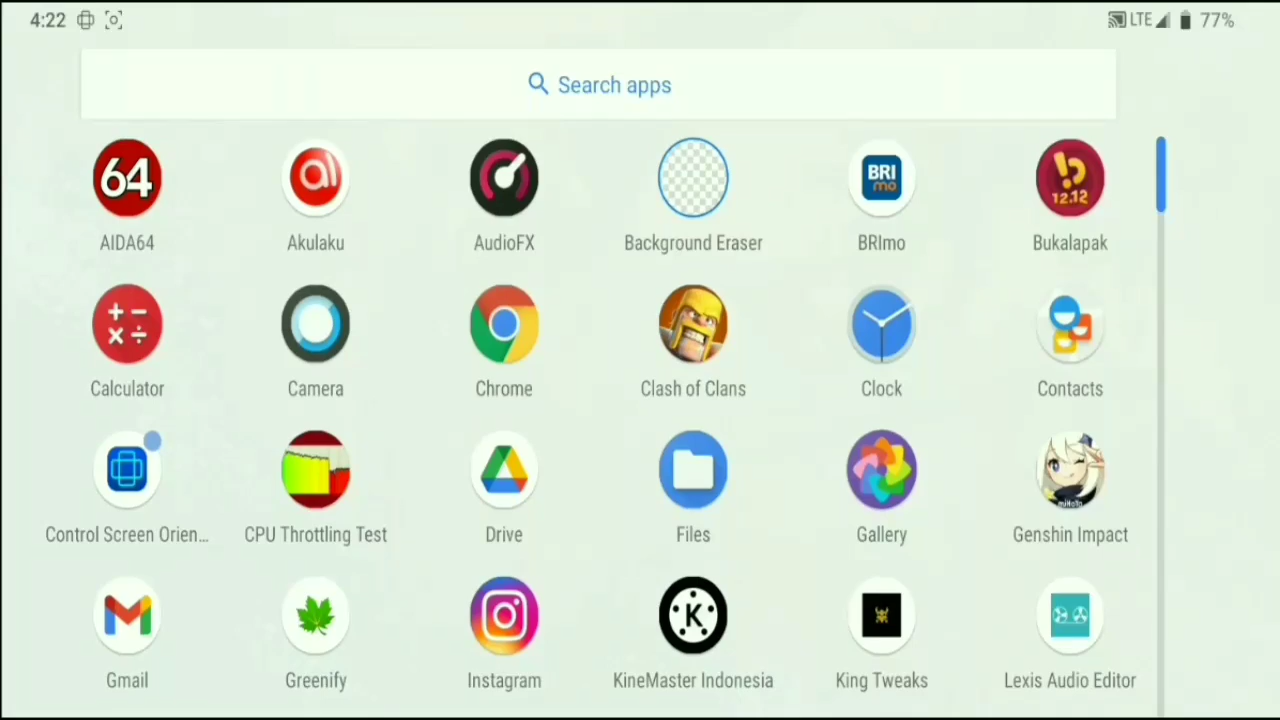 4:22
LTE 77%
Search apps
64
BRI
mo
12.12
AIDA64 Akulaku AudioFX Background Eraser BRImo Bukalapak
Calculator Camera Chrome Clash of Clans Clock Contacts
miHoYo
Control Screen Orien... CPU Throttling Test Drive Files Gallery Genshin Impact
K
Gmail Greenify Instagram KineMaster Indonesia King Tweaks Lexis Audio Editor